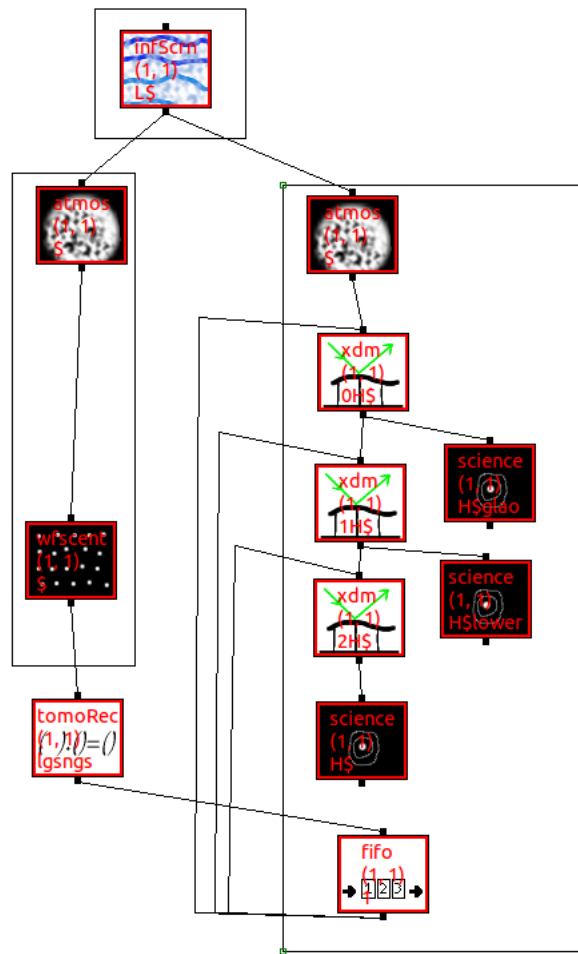 infScrn
(1, 1)
L$
atmos
(1, 1)
$
atmos
(1, 1)
$
xdm
(1, 1)
0H$
science
(1, 1)
H$glao
xdm
(1, 1)
1H$
wfscent
(1, 1)
$
science
(1, 1)
H$lower
xdm
(1, 1)
2H$
tomoRec
(1, 1)
( ).()=()
lgsngs
science
(1, 1)
H$
fifo
(1, 1)
1
1 2 3